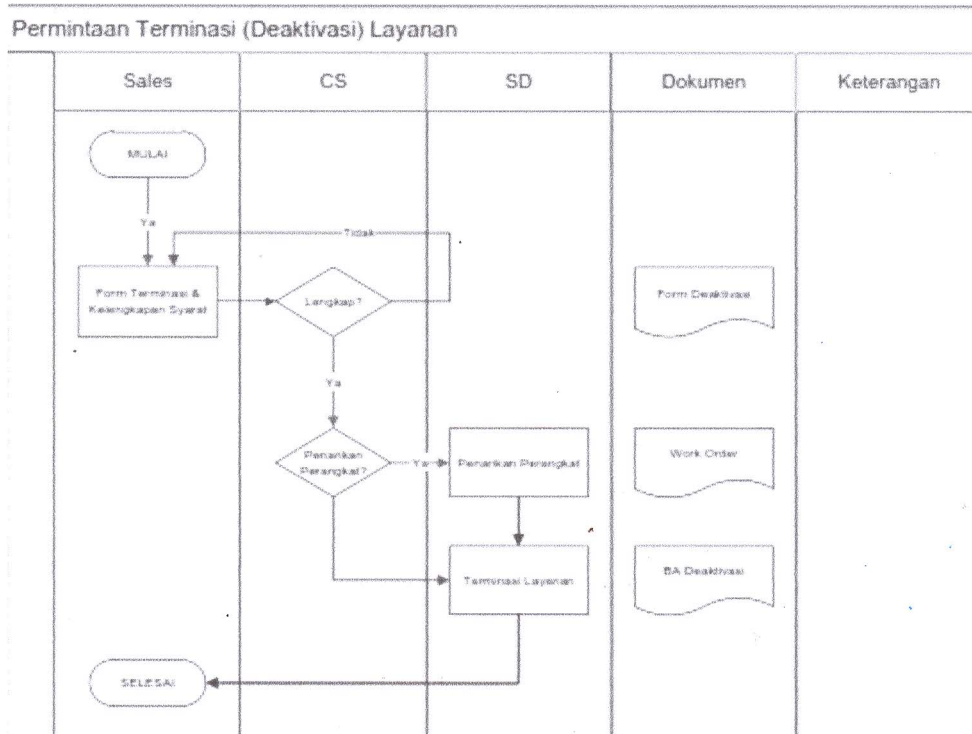 Permintaan Terminasi (Deaktivasi) Layanan
Sales
CS
SD
Dokumen
Keterangan
MULAI
Ya
Tidak
Form Terminasi &
Kelengkapan Syarat
Lengkap?
Form Deaktivasi
Ya
Penarikan
Perangkat?
Ya
Penarikan Perangkat
Work Order
Terminasi Layanan
BA Deaktivasi
SELESAI